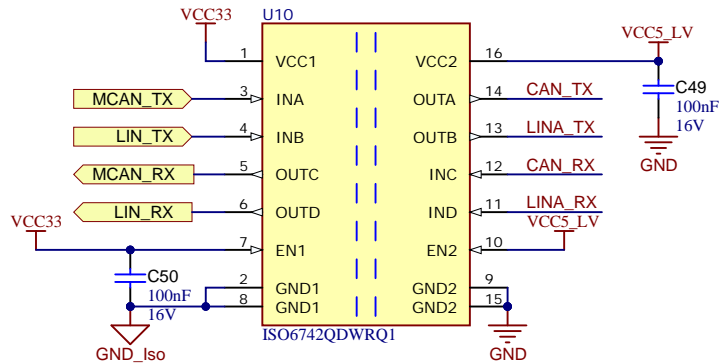 VCC33
U10
VCC5_LV
1 VCC1 VCC2 16
MCAN_TX 3 INA OUTA 14 CAN_TX
C49
100nF
16V
LIN_TX 4 INB OUTB 13 LINA_TX
GND
MCAN_RX 5 OUTC INC 12 CAN_RX
LIN_RX 6 OUTD IND 11 LINA_RX
VCC33
VCC5_LV
7 EN1 EN2 10
C50
100nF
16V
2 GND1 GND2 9
8 GND1 GND2 15
GND_Iso
ISO6742QDWRQ1
GND